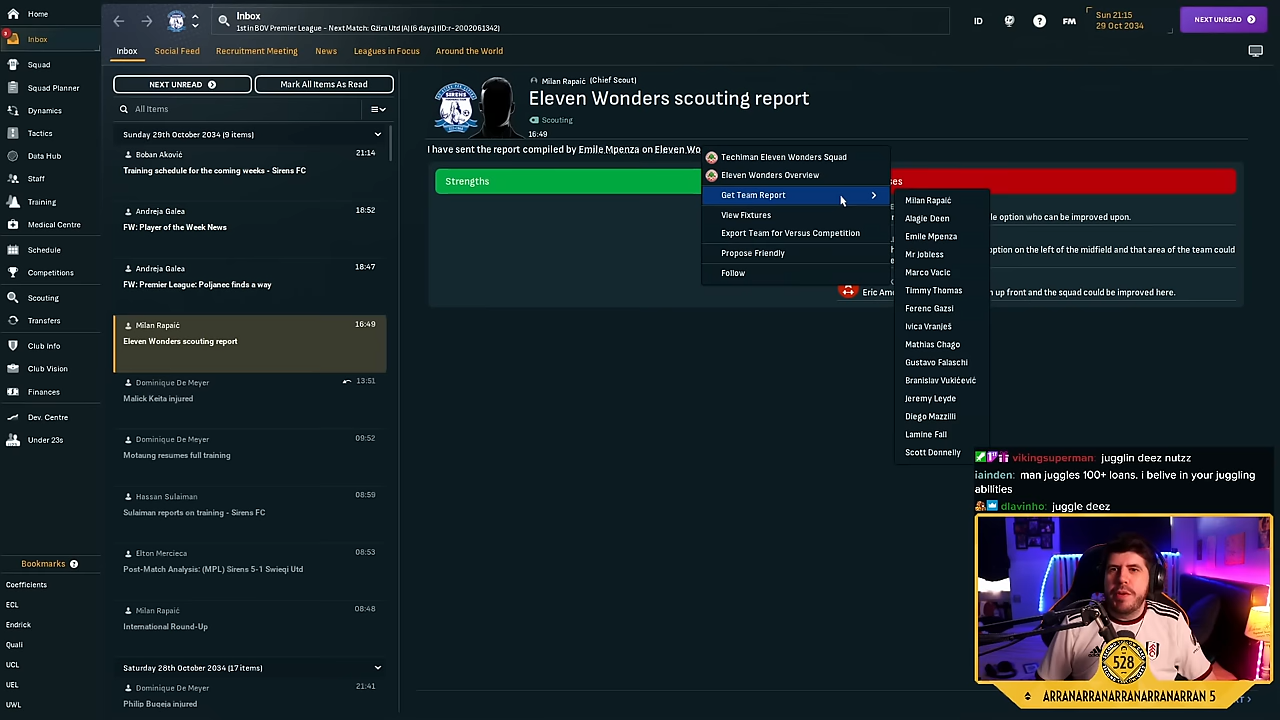 Home
Inbox
3
Squad
Squad Planner
Dynamics
Tactics
Data Hub
Staff
Training
Medical Centre
Schedule
Competitions
Scouting
Transfers
Club Info
Club Vision
Finances
Dev. Centre
Under 23s
Bookmarks
Coefficients
ECL
Endrick
Quali
UCL
UEL
UWL
Inbox
1st in BOV Premier League - Next Match: Gżira Utd (A) (6 days) (ID:r-2002061342)
ID
FM
Sun 21:15
29 Oct 2034
NEXT UNREAD
Inbox
Social Feed
Recruitment Meeting
News
Leagues in Focus
Around the World
NEXT UNREAD
Mark All Items As Read
All Items
Sunday 29th October 2034 (9 items)
Boban Aković
21:14
Training schedule for the coming weeks - Sirens FC
Andreja Galea
18:52
FW: Player of the Week News
Andreja Galea
18:47
FW: Premier League: Poljanec finds a way
Milan Rapaić
16:49
Eleven Wonders scouting report
Dominique De Meyer
13:51
Malick Keita injured
Dominique De Meyer
09:52
Motaung resumes full training
Hassan Sulaiman
08:59
Sulaiman reports on training - Sirens FC
Elton Mercieca
08:53
Post-Match Analysis: (MPL) Sirens 5-1 Swieqi Utd
Milan Rapaić
08:48
International Round-Up
Saturday 28th October 2034 (17 items)
Dominique De Meyer
21:41
Philip Bugeja injured
SIRENS
Milan Rapaić (Chief Scout)
Eleven Wonders scouting report
Scouting
16:49
I have sent the report compiled by Emile Mpenza on Eleven Wo
Strengths
ses
le option who can be improved upon.
option on the left of the midfield and that area of the team could
Eric Amo
n up front and the squad could be improved here.
Techiman Eleven Wonders Squad
Eleven Wonders Overview
Get Team Report
View Fixtures
Export Team for Versus Competition
Propose Friendly
Follow
Milan Rapaić
Alagie Deen
Emile Mpenza
Mr Jobless
Marco Vacic
Timmy Thomas
Ferenc Gazsi
Ivica Vranješ
Mathias Chago
Gustavo Falaschi
Branislav Vukićević
Jeremy Leyde
Diego Mazzilli
Lamine Fall
Scott Donnelly
vikingsuperman: jugglin deez nutzz
iainden: man juggles 100+ loans. i belive in your juggling
abilities
dlavinho: juggle deez
528
ARRANARRANARRANARRANARRAN 5